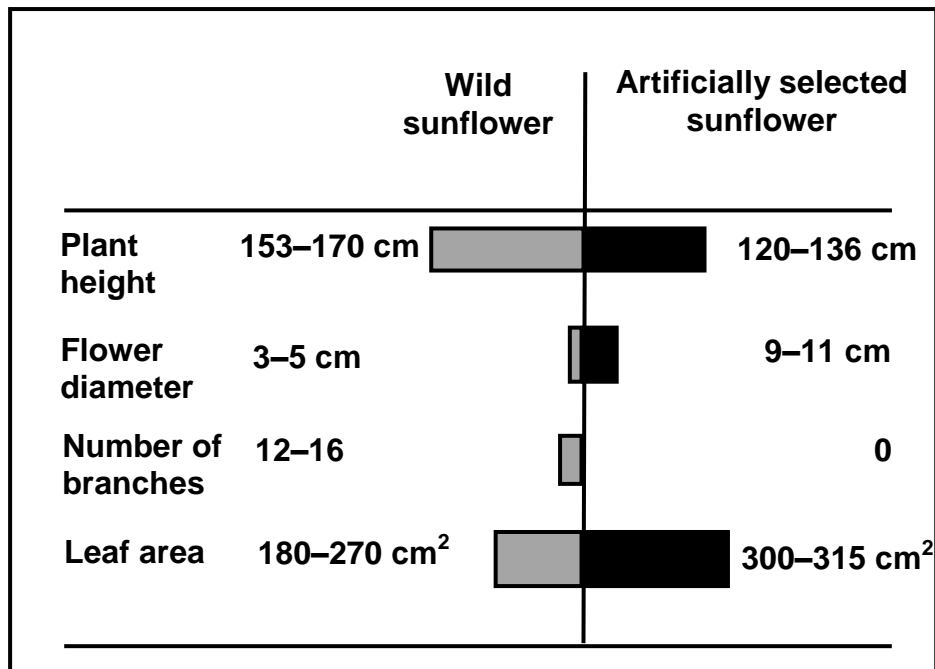 Wild
sunflower
Artificially selected
sunflower
Plant
height
153–170 cm
120–136 cm
Flower
diameter
3–5 cm
9–11 cm
Number of
branches
12–16
0
Leaf area
180–270 cm²
300–315 cm²